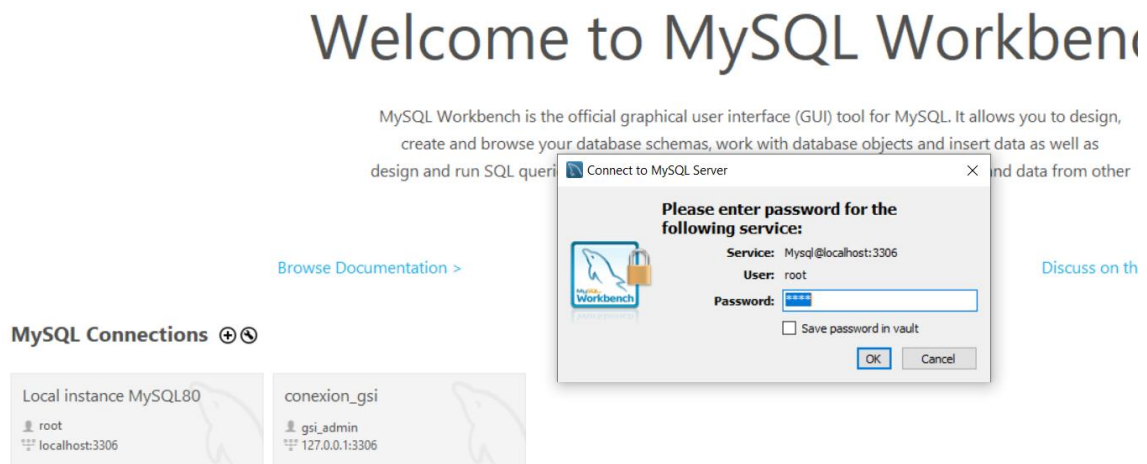 Welcome to MySQL Workbenc
MySQL Workbench is the official graphical user interface (GUI) tool for MySQL. It allows you to design,
create and browse your database schemas, work with database objects and insert data as well as
design and run SQL queri
nd data from other
Connect to MySQL Server
Please enter password for the
following service:
Service: Mysql@localhost:3306
User: root
Password: ****
Save password in vault
OK Cancel
MySQL
Workbench
Browse Documentation >
Discuss on th
MySQL Connections
Local instance MySQL80
root
localhost:3306
conexion_gsi
gsi_admin
127.0.0.1:3306